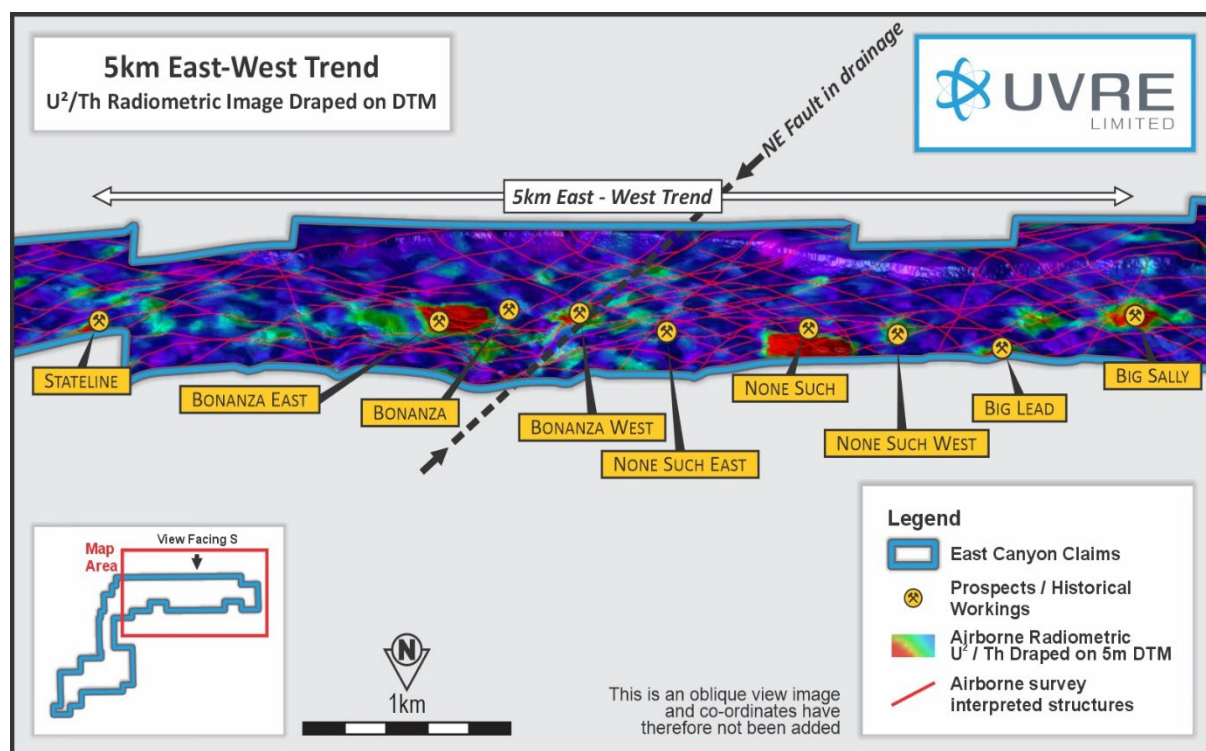 5km East-West Trend
U²/Th Radiometric Image Draped on DTM
NE Fault in drainage
UVRE
LIMITED
5km East - West Trend
STATELINE
BONANZA EAST
BONANZA
BONANZA WEST
NONE SUCH EAST
NONE SUCH
NONE SUCH WEST
BIG LEAD
BIG SALLY
View Facing S
Map
Area
N
1km
This is an oblique view image
and co-ordinates have
therefore not been added
Legend
East Canyon Claims
Prospects / Historical
Workings
Airborne Radiometric
U² / Th Draped on 5m DTM
Airborne survey
interpreted structures